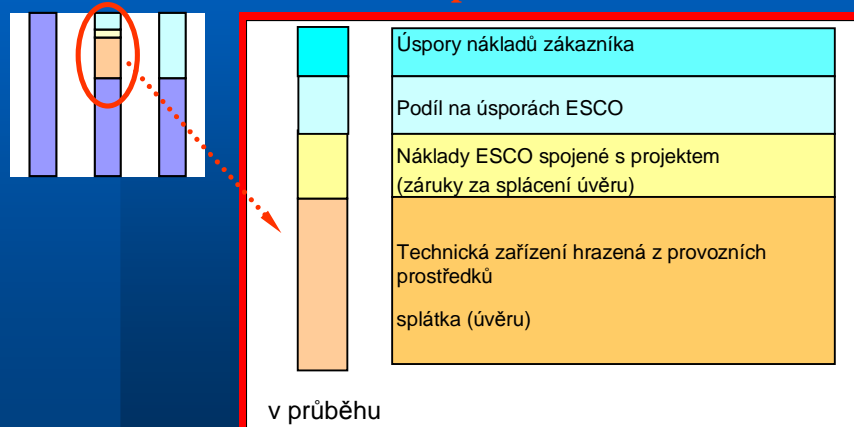 Úspory nákladů zákazníka
Podíl na úsporách ESCO
Náklady ESCO spojené s projektem
(záruky za splácení úvěru)
Technická zařízení hrazená z provozních
prostředků
splátka (úvěru)
v průběhu